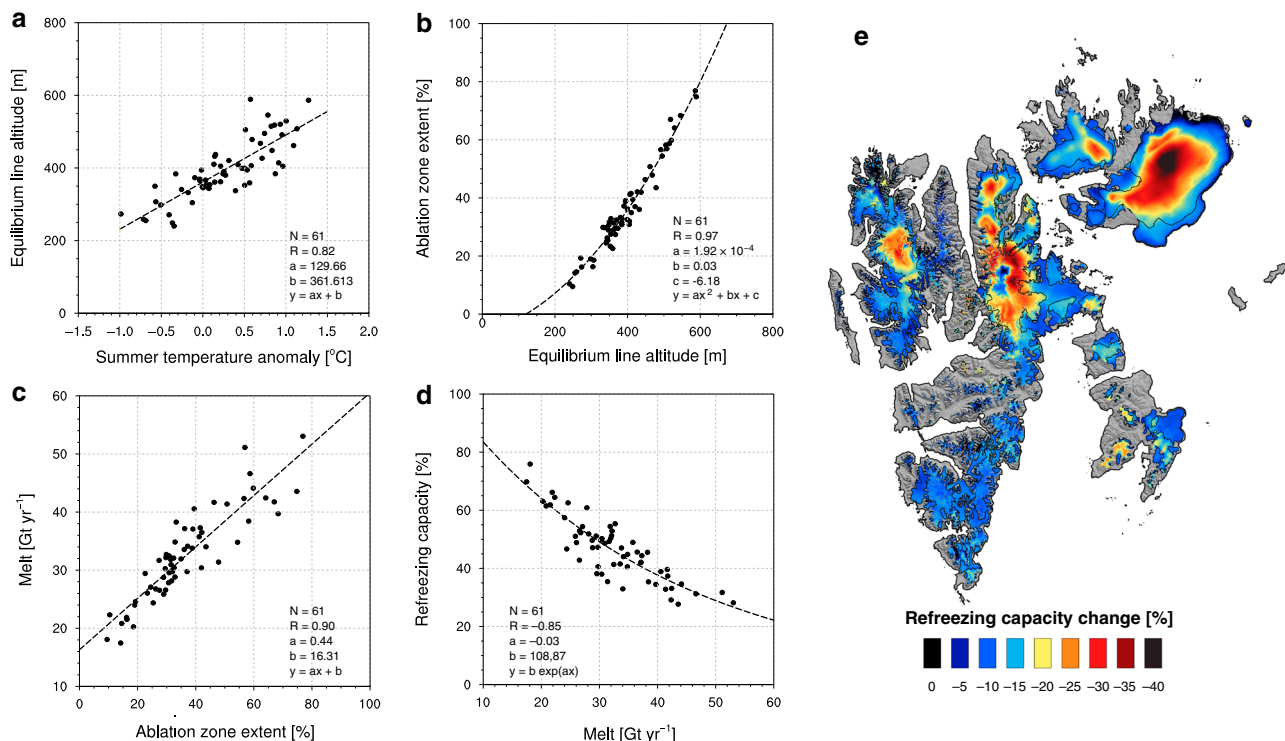 a
Equilibrium line altitude [m]
800
600
400
200
0
−1.5
−1.0
−0.5
0.0
0.5
1.0
1.5
2.0
Summer temperature anomaly [°C]
N = 61
R = 0.82
a = 129.66
b = 361.613
y = ax + b
b
Ablation zone extent [%]
100
80
60
40
20
0
0
200
400
600
800
Equilibrium line altitude [m]
N = 61
R = 0.97
a = 1.92 × 10⁻⁴
b = 0.03
c = -6.18
y = ax² + bx + c
c
Melt [Gt yr⁻¹]
60
50
40
30
20
10
0
20
40
60
80
100
Ablation zone extent [%]
N = 61
R = 0.90
a = 0.44
b = 16.31
y = ax + b
d
Refreezing capacity [%]
100
80
60
40
20
0
10
20
30
40
50
60
Melt [Gt yr⁻¹]
N = 61
R = −0.85
a = −0.03
b = 108,87
y = b exp(ax)
e
Refreezing capacity change [%]
0
−5
−10
−15
−20
−25
−30
−35
−40